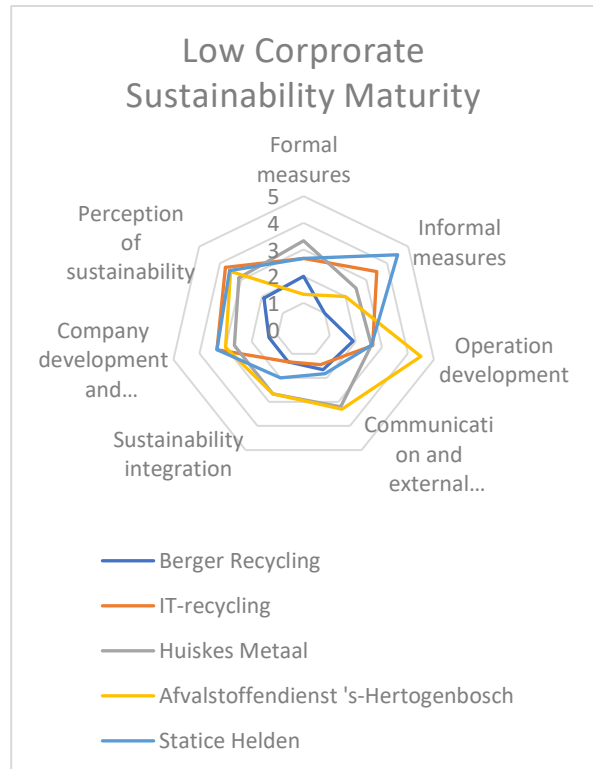 Low Corprorate
Sustainability Maturity
Formal
measures
Informal
measures
Operation
development
Communicati
on and
external...
Sustainability
integration
Company
development
and...
Perception
of
sustainability
5
4
3
2
1
0
Berger Recycling
IT-recycling
Huiskes Metaal
Afvalstoffendienst 's-Hertogenbosch
Statice Helden